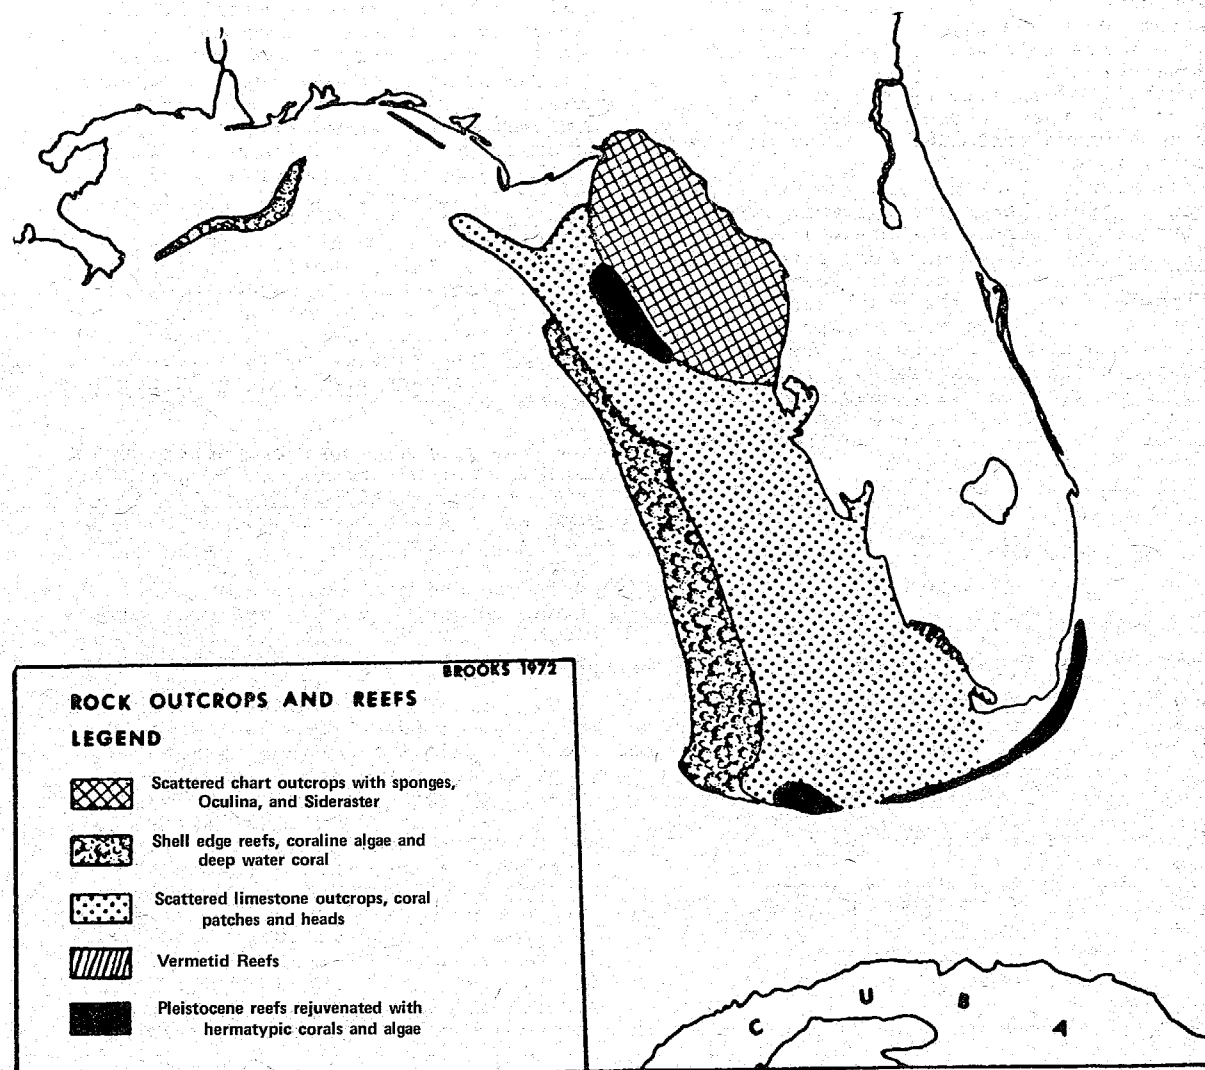 BROOKS 1972
ROCK OUTCROPS AND REEFS
LEGEND
Scattered chart outcrops with sponges,
Oculina, and Sideraster
Shell edge reefs, coraline algae and
deep water coral
Scattered limestone outcrops, coral
patches and heads
Vermetid Reefs
Pleistocene reefs rejuvenated with
hermatypic corals and algae
C U B A